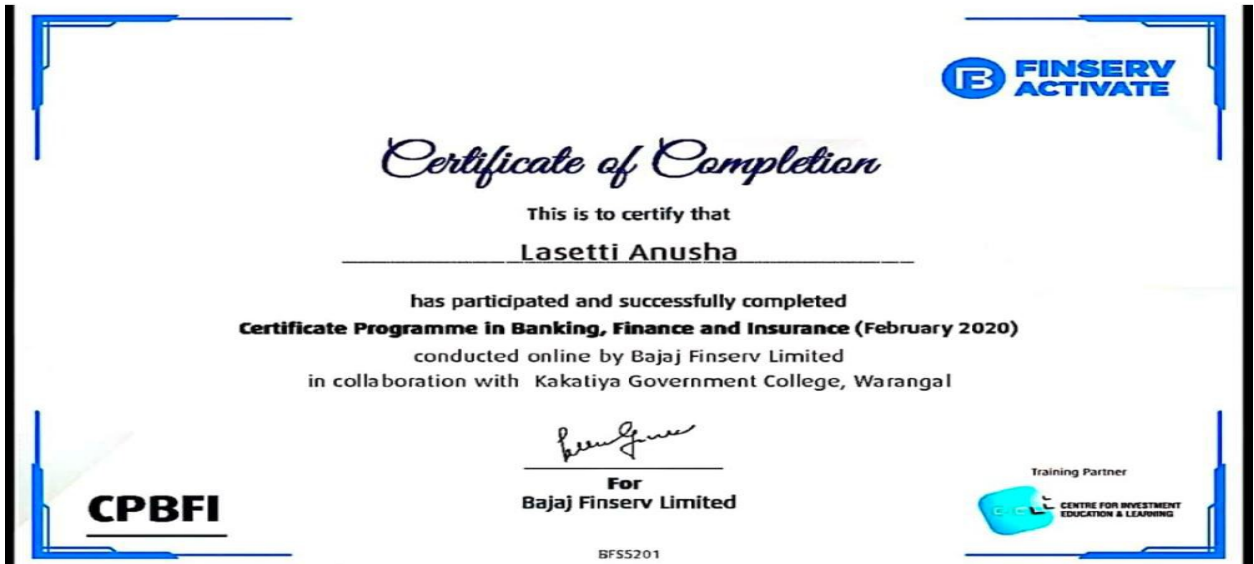 FINSERV
ACTIVATE
Certificate of Completion
This is to certify that
Lasetti Anusha
has participated and successfully completed
Certificate Programme in Banking, Finance and Insurance (February 2020)
conducted online by Bajaj Finserv Limited
in collaboration with Kakatiya Government College, Warangal
For
Bajaj Finserv Limited
CPBFI
Training Partner
CENTRE FOR INVESTMENT
EDUCATION & LEARNING
BFS5201